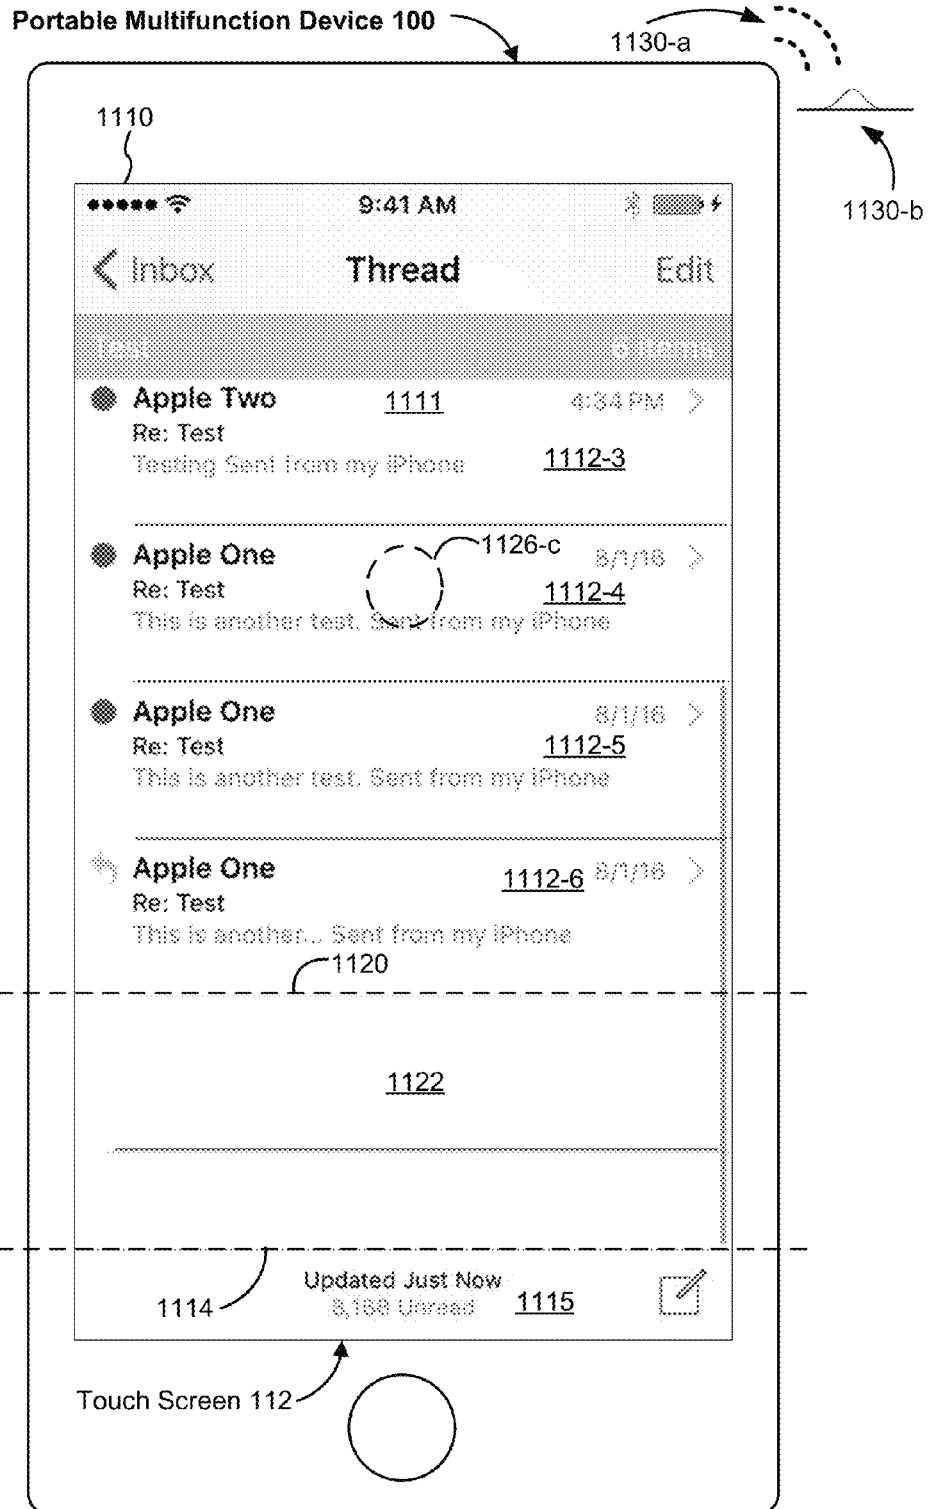 Portable Multifunction Device 100
1130-a
1110
1130-b
9:41 AM
Inbox
Thread
Edit
Test
6 items
Apple Two
1111
4:34 PM
Re: Test
Testing Sent from my iPhone
1112-3
1126-c
Apple One
8/1/16
Re: Test
1112-4
This is another test. Sent from my iPhone
Apple One
8/1/16
Re: Test
1112-5
This is another test. Sent from my iPhone
Apple One
1112-6
8/1/16
Re: Test
This is another... Sent from my iPhone
1120
1122
Updated Just Now
1114
8,168 Unread
1115
Touch Screen 112